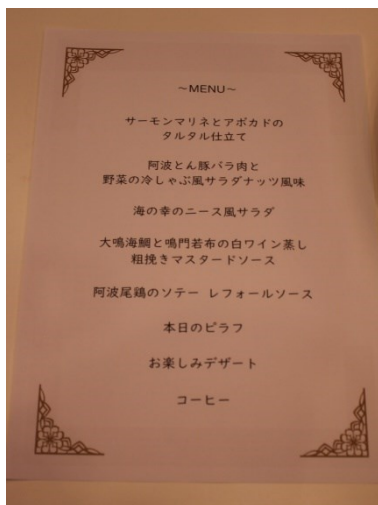 ～MENU～
サーモンマリネとアボカドの
タルタル仕立て
阿波とん豚バラ肉と
野菜の冷しゃぶ風サラダナッツ風味
海の幸のニース風サラダ
大鳴海鯛と鳴門若布の白ワイン蒸し
粗挽きマスタードソース
阿波尾鶏のソテー レフォールソース
本日のピラフ
お楽しみデザート
コーヒー